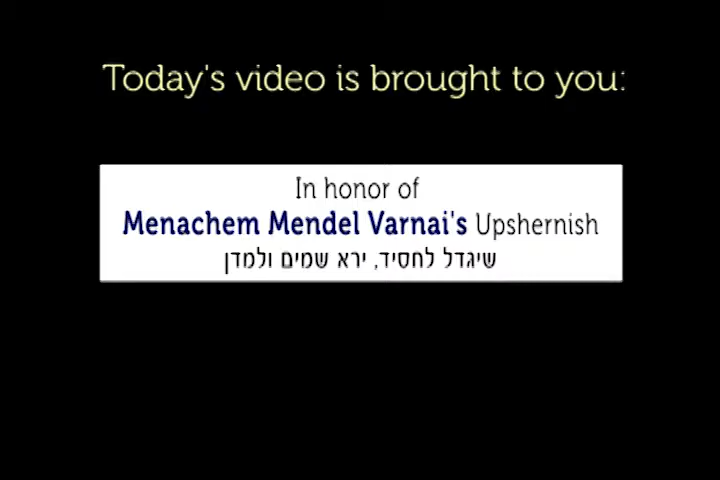 Today's video is brought to you:
In honor of
Menachem Mendel Varnai's Upshernish
שיגדל לחסיד, ירא שמים ולמדן